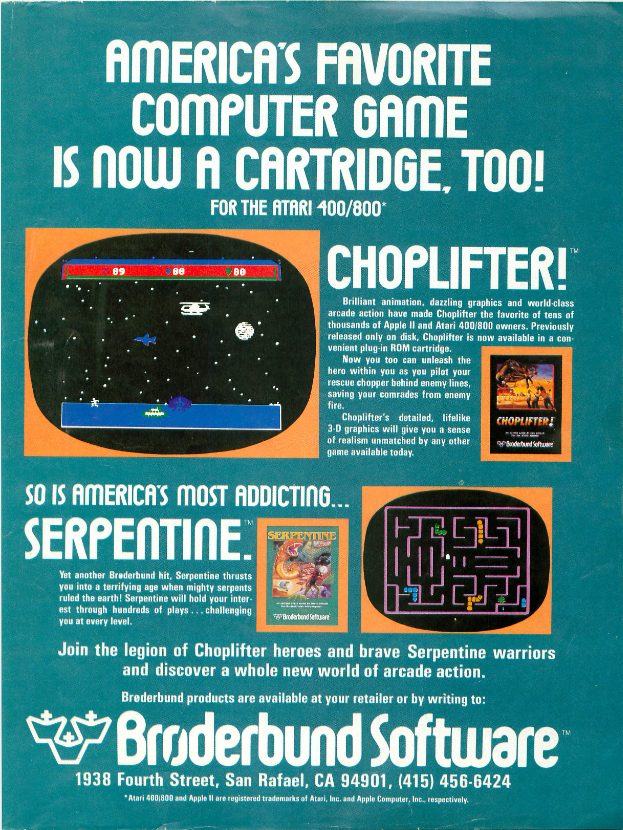 AMERICA'S FAVORITE
COMPUTER GAME
IS NOW A CARTRIDGE, TOO!
FOR THE ATARI 400/800*
89 88 80
CHOPLIFTER!™
Brilliant animation, dazzling graphics and world-class
arcade action have made Choplifter the favorite of tens of
thousands of Apple II and Atari 400/800 owners. Previously
released only on disk, Choplifter is now available in a con-
venient plug-in ROM cartridge.
Now you too can unleash the
hero within you as you pilot your
rescue chopper behind enemy lines,
saving your comrades from enemy
fire.
Choplifter's detailed, lifelike
3-D graphics will give you a sense
of realism unmatched by any other
game available today.
CHOPLIFTER!
Brøderbund Software
SO IS AMERICA'S MOST ADDICTING...
SERPENTINE.™
Yet another Brøderbund hit, Serpentine thrusts
you into a terrifying age when mighty serpents
ruled the earth! Serpentine will hold your inter-
est through hundreds of plays...challenging
you at every level.
SERPENTINE
Brøderbund Software
Join the legion of Choplifter heroes and brave Serpentine warriors
and discover a whole new world of arcade action.
Brøderbund products are available at your retailer or by writing to:
Brøderbund Software™
1938 Fourth Street, San Rafael, CA 94901, (415) 456-6424
*Atari 400/800 and Apple II are registered trademarks of Atari, Inc. and Apple Computer, Inc., respectively.